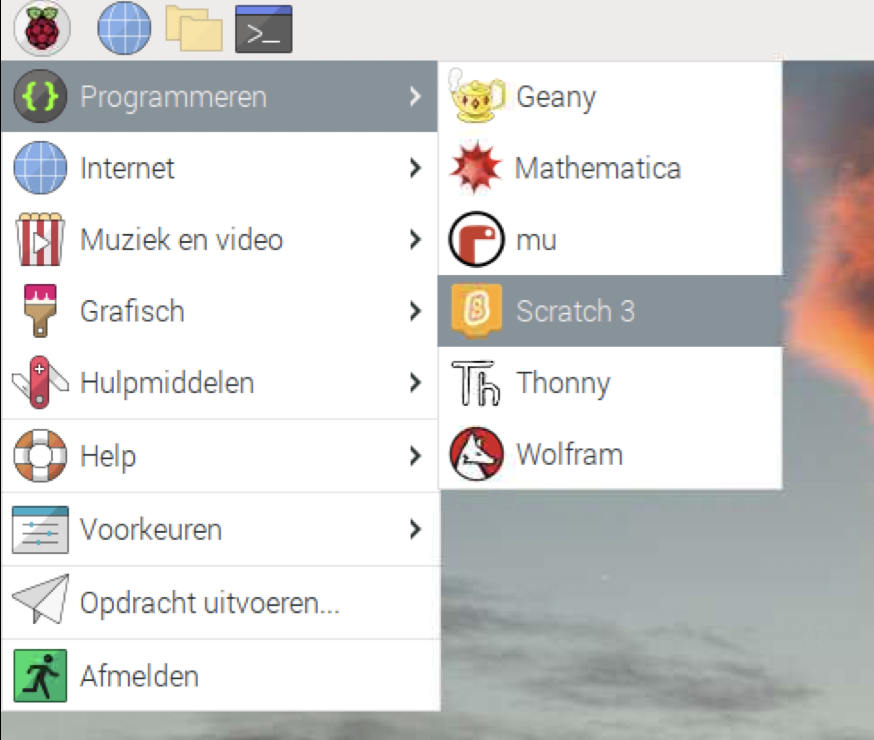 Programmeren
Internet
Muziek en video
Grafisch
Hulpmiddelen
Help
Voorkeuren
Opdracht uitvoeren...
Afmelden
Geany
Mathematica
mu
Scratch 3
Th Thonny
Wolfram